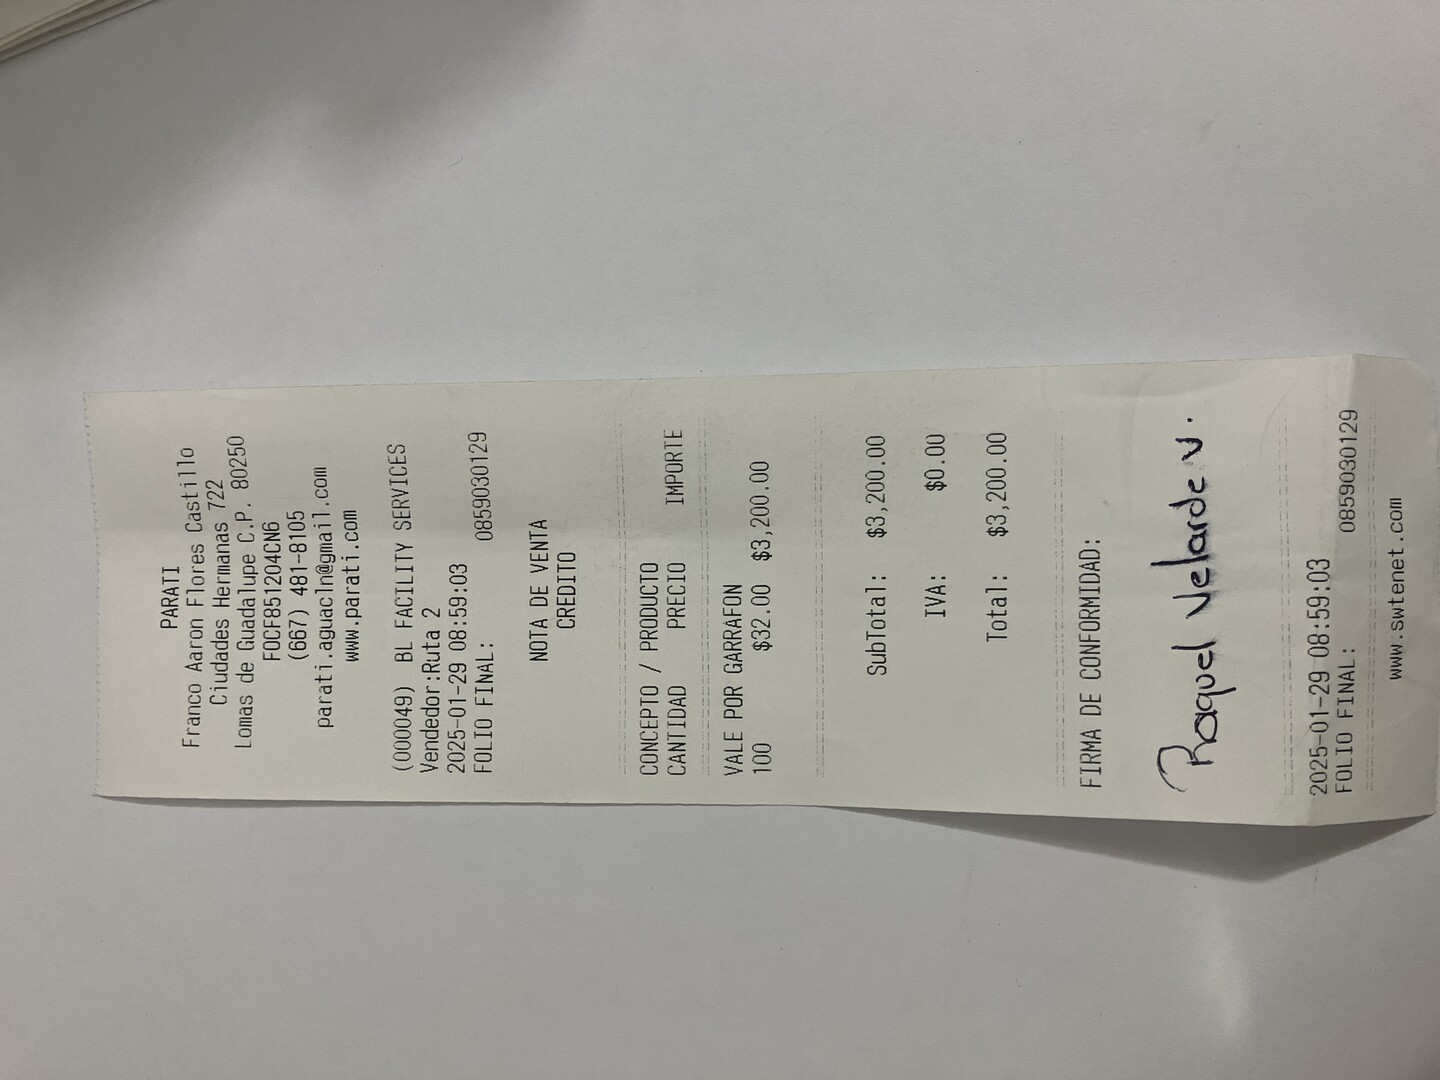 PARATI
Franco Aaron Flores Castillo
Ciudades Hermanas 722
Lomas de Guadalupe C.P. 80250
FOCF851204CN6
(667) 481-8105
parati.aguacln@gmail.com
www.parati.com
(000049) BL FACILITY SERVICES
Vendedor:Ruta 2
2025-01-29 08:59:03
FOLIO FINAL: 0859030129
NOTA DE VENTA
CREDITO
CONCEPTO / PRODUCTO
CANTIDAD PRECIO IMPORTE
VALE POR GARRAFON
100 $32.00 $3,200.00
SubTotal: $3,200.00
IVA: $0.00
Total: $3,200.00
FIRMA DE CONFORMIDAD:
Raquel Velarde V.
2025-01-29 08:59:03
FOLIO FINAL: 0859030129
www.swtenet.com